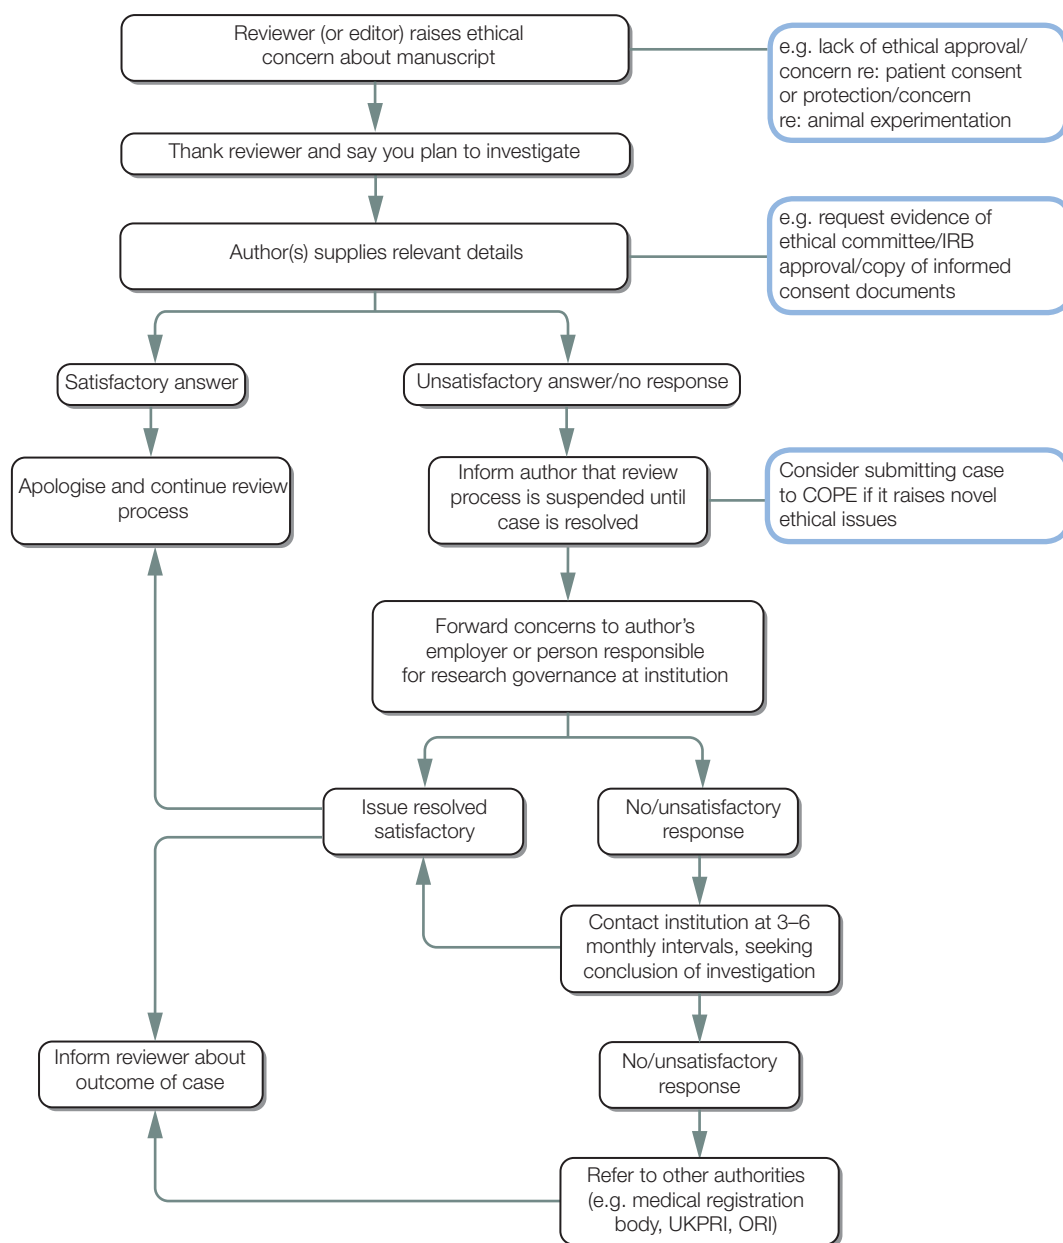 Reviewer (or editor) raises ethical
concern about manuscript
e.g. lack of ethical approval/
concern re: patient consent
or protection/concern
re: animal experimentation
Thank reviewer and say you plan to investigate
Author(s) supplies relevant details
e.g. request evidence of
ethical committee/IRB
approval/copy of informed
consent documents
Satisfactory answer
Unsatisfactory answer/no response
Apologise and continue review
process
Inform author that review
process is suspended until
case is resolved
Consider submitting case
to COPE if it raises novel
ethical issues
Forward concerns to author's
employer or person responsible
for research governance at institution
Issue resolved
satisfactory
No/unsatisfactory
response
Contact institution at 3–6
monthly intervals, seeking
conclusion of investigation
Inform reviewer about
outcome of case
No/unsatisfactory
response
Refer to other authorities
(e.g. medical registration
body, UKPRI, ORI)